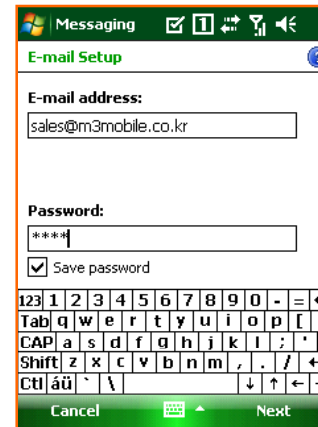 Messaging
E-mail Setup
E-mail address:
sales@m3mobile.co.kr
Password:
****
Save password
123 1 2 3 4 5 6 7 8 9 0 - =
Tab q w e r t y u i o p [
CAP a s d f g h j k l ; '
Shift z x c v b n m , . /
Ctl áü ` \ ↓ ↑ ←
Cancel Next